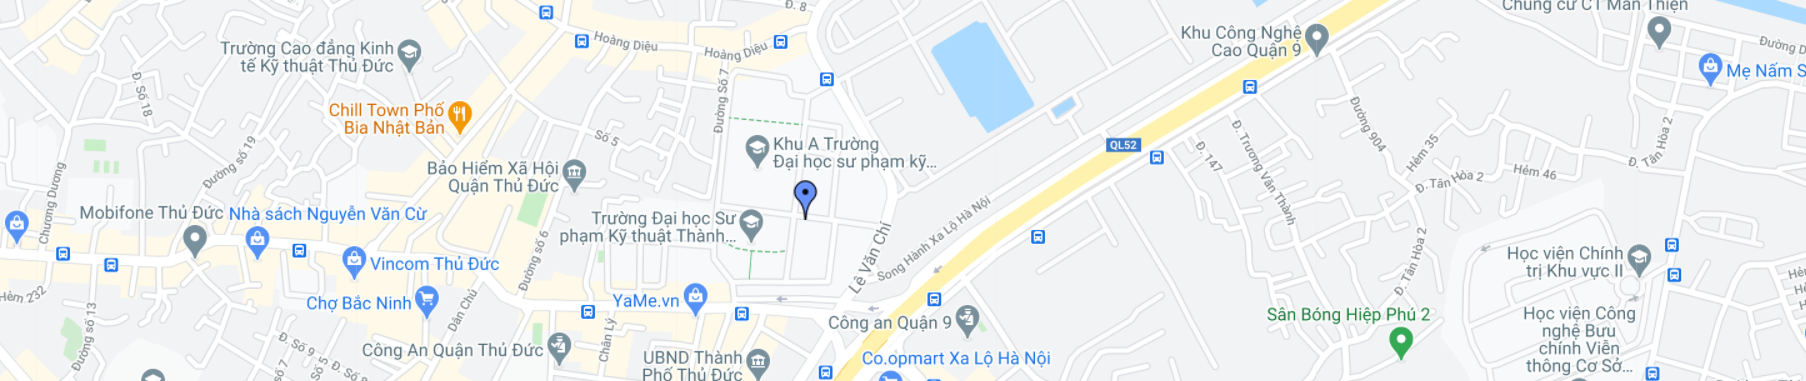 Đ. 8
Chung cư CT Man Thiện
Hoàng Diệu
Hoàng Diệu
Khu Công Nghệ
Cao Quận 9
Trường Cao đẳng Kinh
tế Kỹ thuật Thủ Đức
Đường D
Mẹ Nấm S
Đ. Số 18
Đường Số 7
Chill Town Phố
Bia Nhật Bản
Số 5
Đường 904
Đ. Tân Hòa 2
Khu A Trường
Đại học sư phạm kỹ...
QL52
Đ. 147
Đ. Trương Văn Thành
Hẻm 35
Đường số 19
Bảo Hiểm Xã Hội
Quận Thủ Đức
Đ. Tân Hòa 2
Hẻm 46
Chương Dương
Mobifone Thủ Đức
Nhà sách Nguyễn Văn Cừ
Trường Đại học Sư
phạm Kỹ thuật Thành...
Lê Văn Chí
Song Hành Xa Lộ Hà Nội
Đường số 6
Đ. Tân Hòa 2
Học viện Chính
trị Khu vực II
Vincom Thủ Đức
Hẻm 232
Chợ Bắc Ninh
Dân Chủ
YaMe.vn
Công an Quận 9
Sân Bóng Hiệp Phú 2
Học viện Công
nghệ Bưu
chính Viễn
thông Cơ Sở...
Đường số 13
Đ. Số 9
Đ. Số 5
Công An Quận Thủ Đức
Chân Lý
UBND Thành
Phố Thủ Đức
Co.opmart Xa Lộ Hà Nội